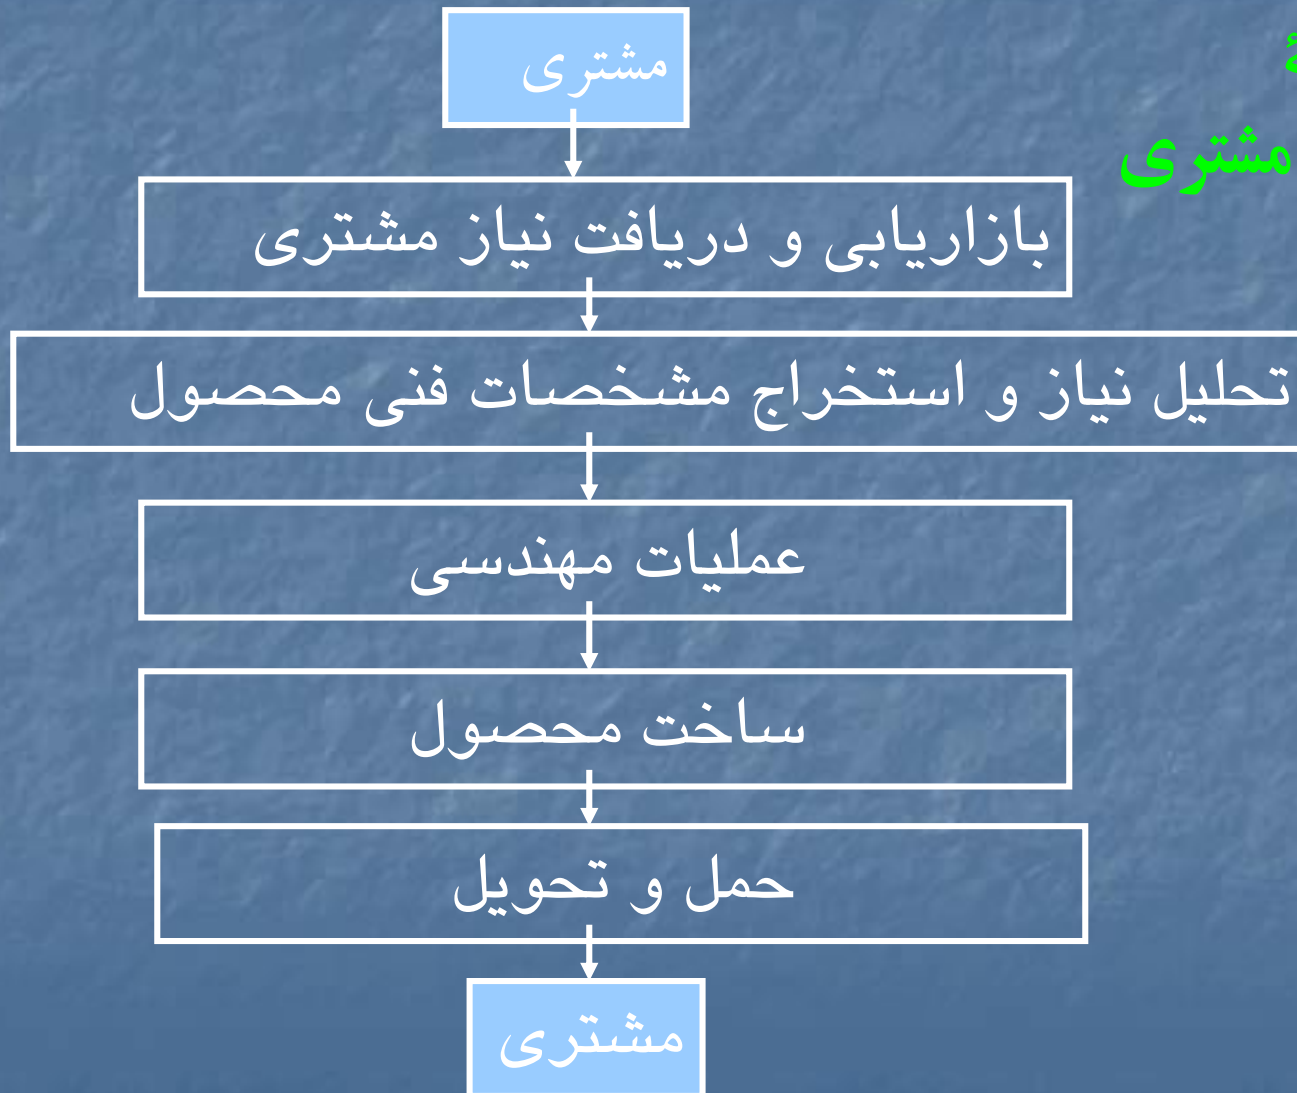 مشتری
مشتری
بازاریابی و دریافت نیاز مشتری
تحلیل نیاز و استخراج مشخصات فنی محصول
عملیات مهندسی
ساخت محصول
حمل و تحویل
مشتری